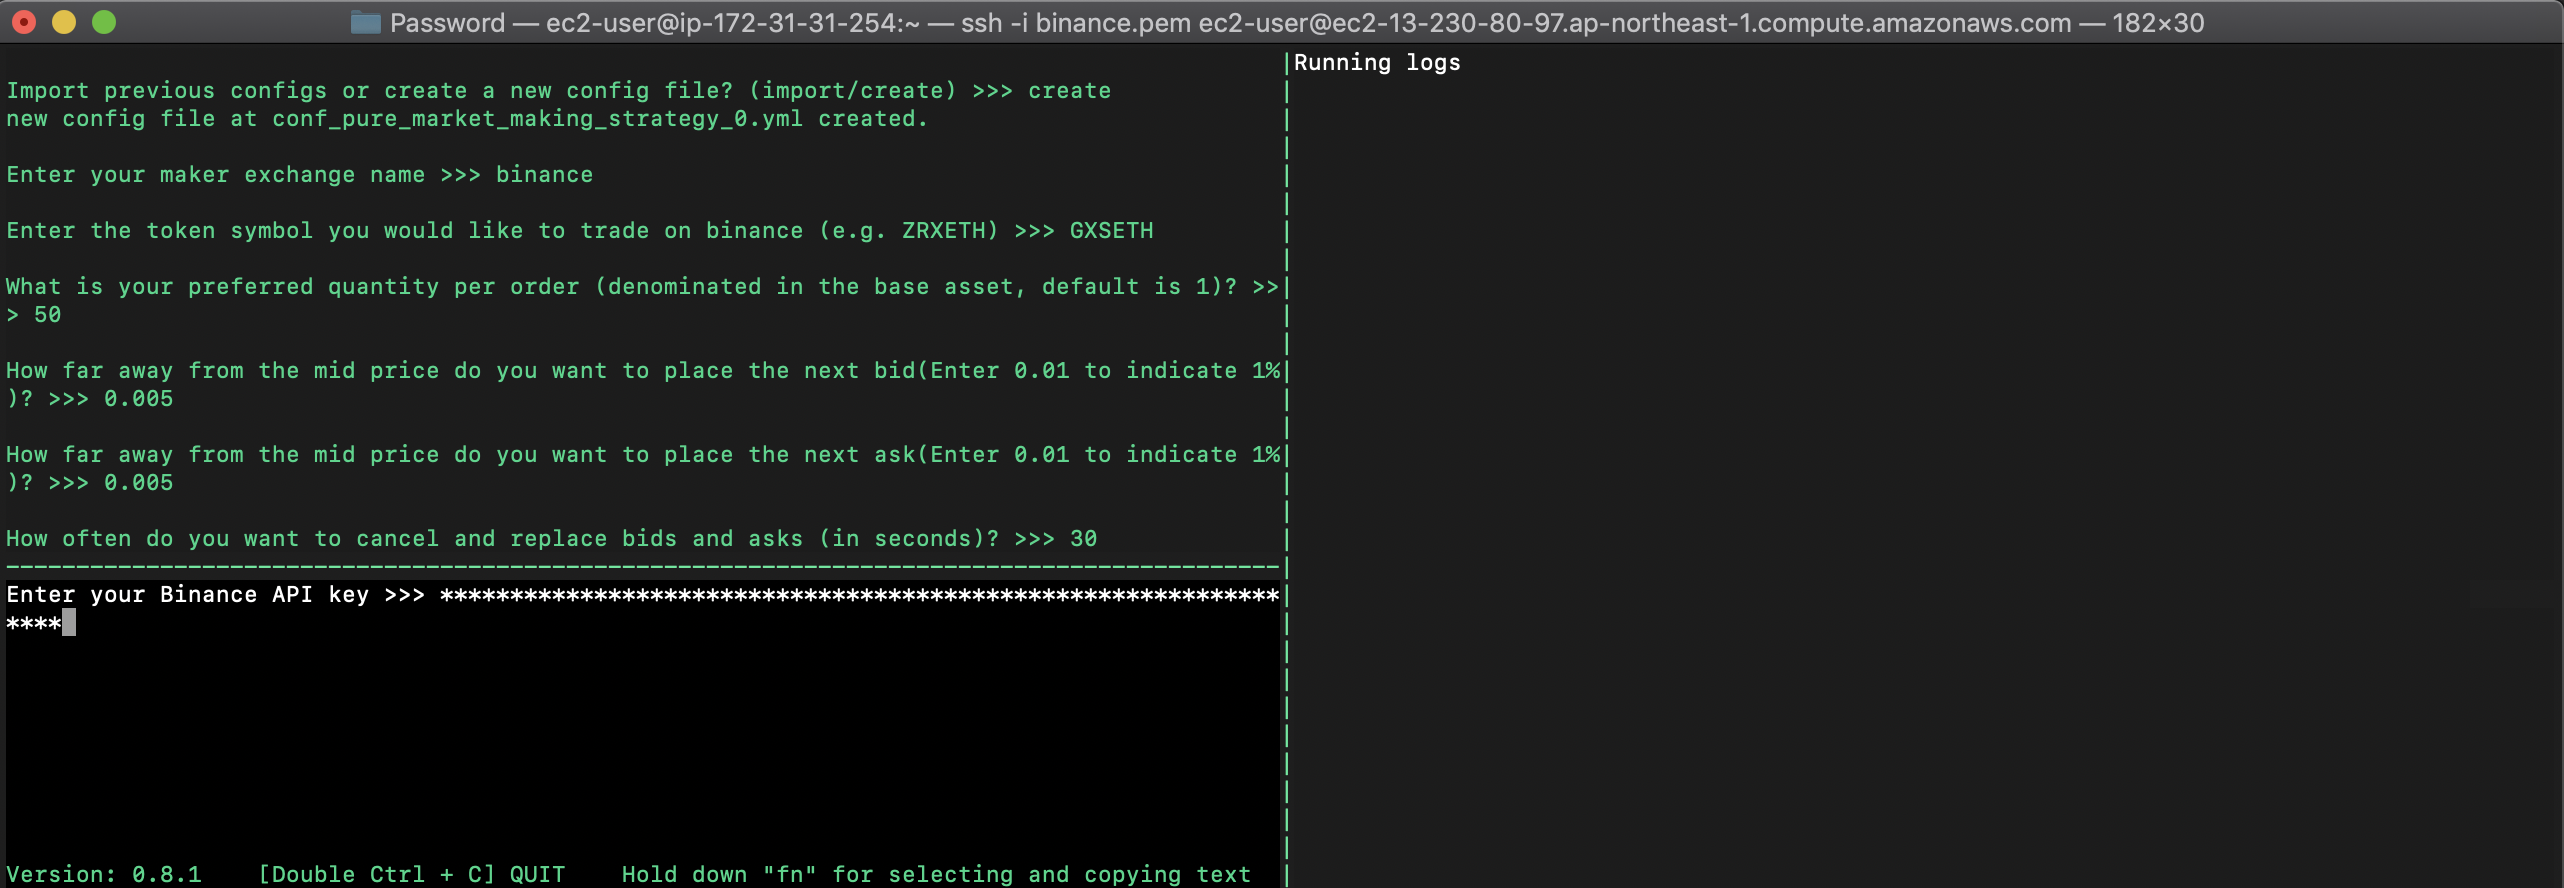 Password — ec2-user@ip-172-31-31-254:~ — ssh -i binance.pem ec2-user@ec2-13-230-80-97.ap-northeast-1.compute.amazonaws.com — 182×30
Import previous configs or create a new config file? (import/create) >>> create
new config file at conf_pure_market_making_strategy_0.yml created.
Enter your maker exchange name >>> binance
Enter the token symbol you would like to trade on binance (e.g. ZRXETH) >>> GXSETH
What is your preferred quantity per order (denominated in the base asset, default is 1)? >>
> 50
How far away from the mid price do you want to place the next bid(Enter 0.01 to indicate 1%
)? >>> 0.005
How far away from the mid price do you want to place the next ask(Enter 0.01 to indicate 1%
)? >>> 0.005
How often do you want to cancel and replace bids and asks (in seconds)? >>> 30
Enter your Binance API key >>> ************************************************************
****
Version: 0.8.1    [Double Ctrl + C] QUIT    Hold down "fn" for selecting and copying text
Running logs